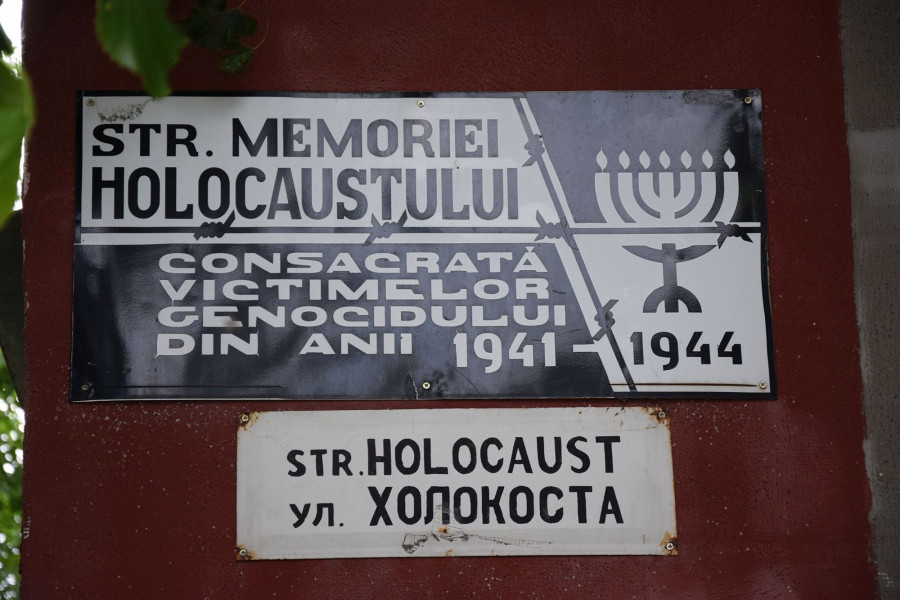 STR. MEMORIEI
HOLOCAUSTULUI
CONSACRATĂ
VICTIMELOR
GENOCIDULUI
DIN ANII 1941-1944
STR. HOLOCAUST
УЛ. ХОЛОКОСТА